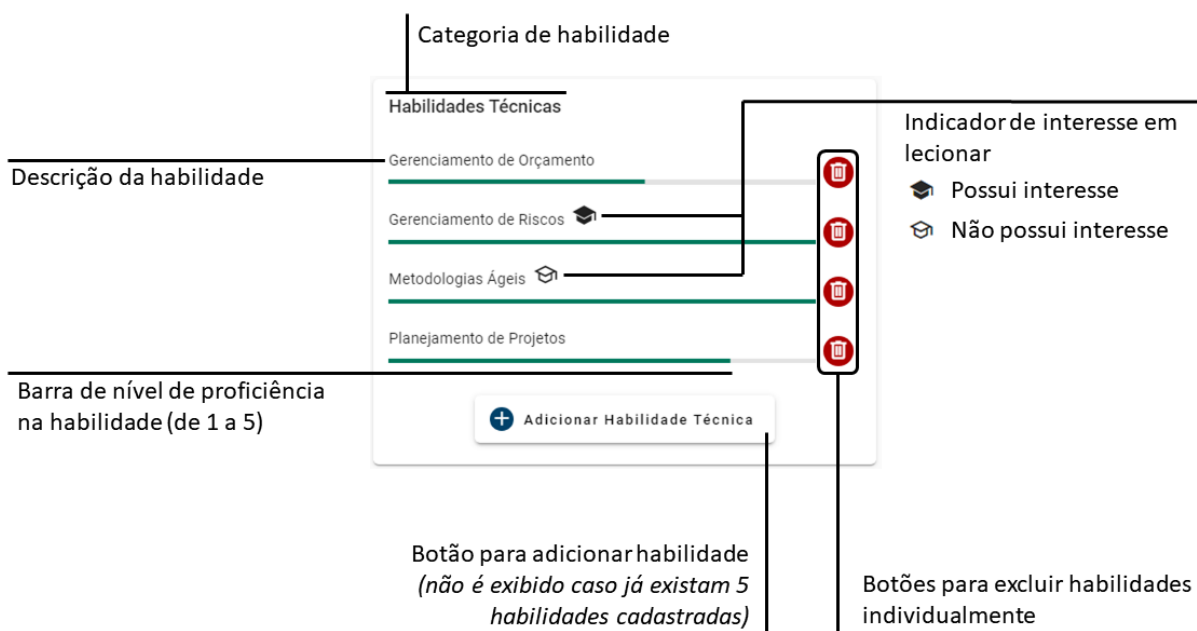 Categoria de habilidade
Habilidades Técnicas
Indicador de interesse em
lecionar
Possui interesse
Não possui interesse
Descrição da habilidade
Gerenciamento de Orçamento
Gerenciamento de Riscos
Metodologias Ágeis
Planejamento de Projetos
Barra de nível de proficiência
na habilidade (de 1 a 5)
Adicionar Habilidade Técnica
Botão para adicionar habilidade
(não é exibido caso já existam 5
habilidades cadastradas)
Botões para excluir habilidades
individualmente